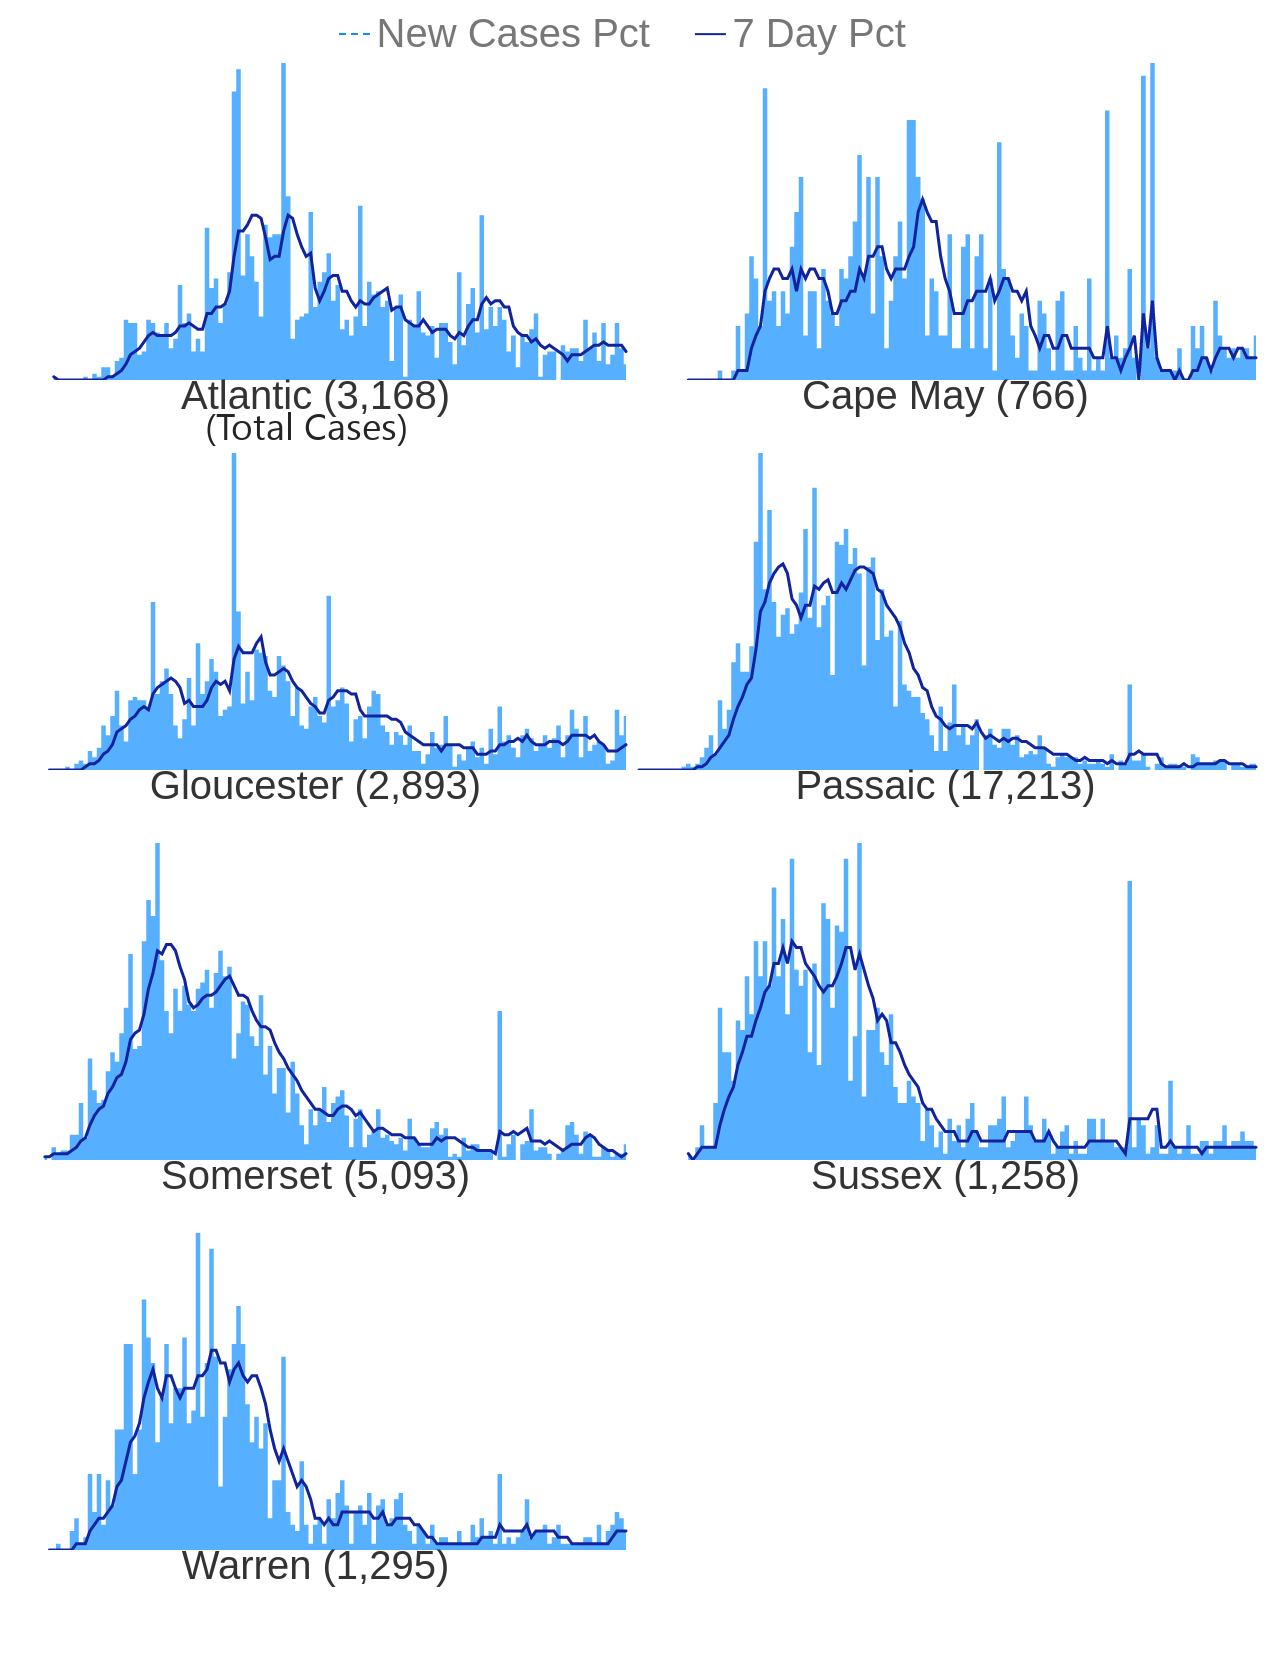 New Cases Pct 7 Day Pct
Atlantic (3,168) Cape May (766)
(Total Cases)
Gloucester (2,893) Passaic (17,213)
Somerset (5,093) Sussex (1,258)
Warren (1,295)